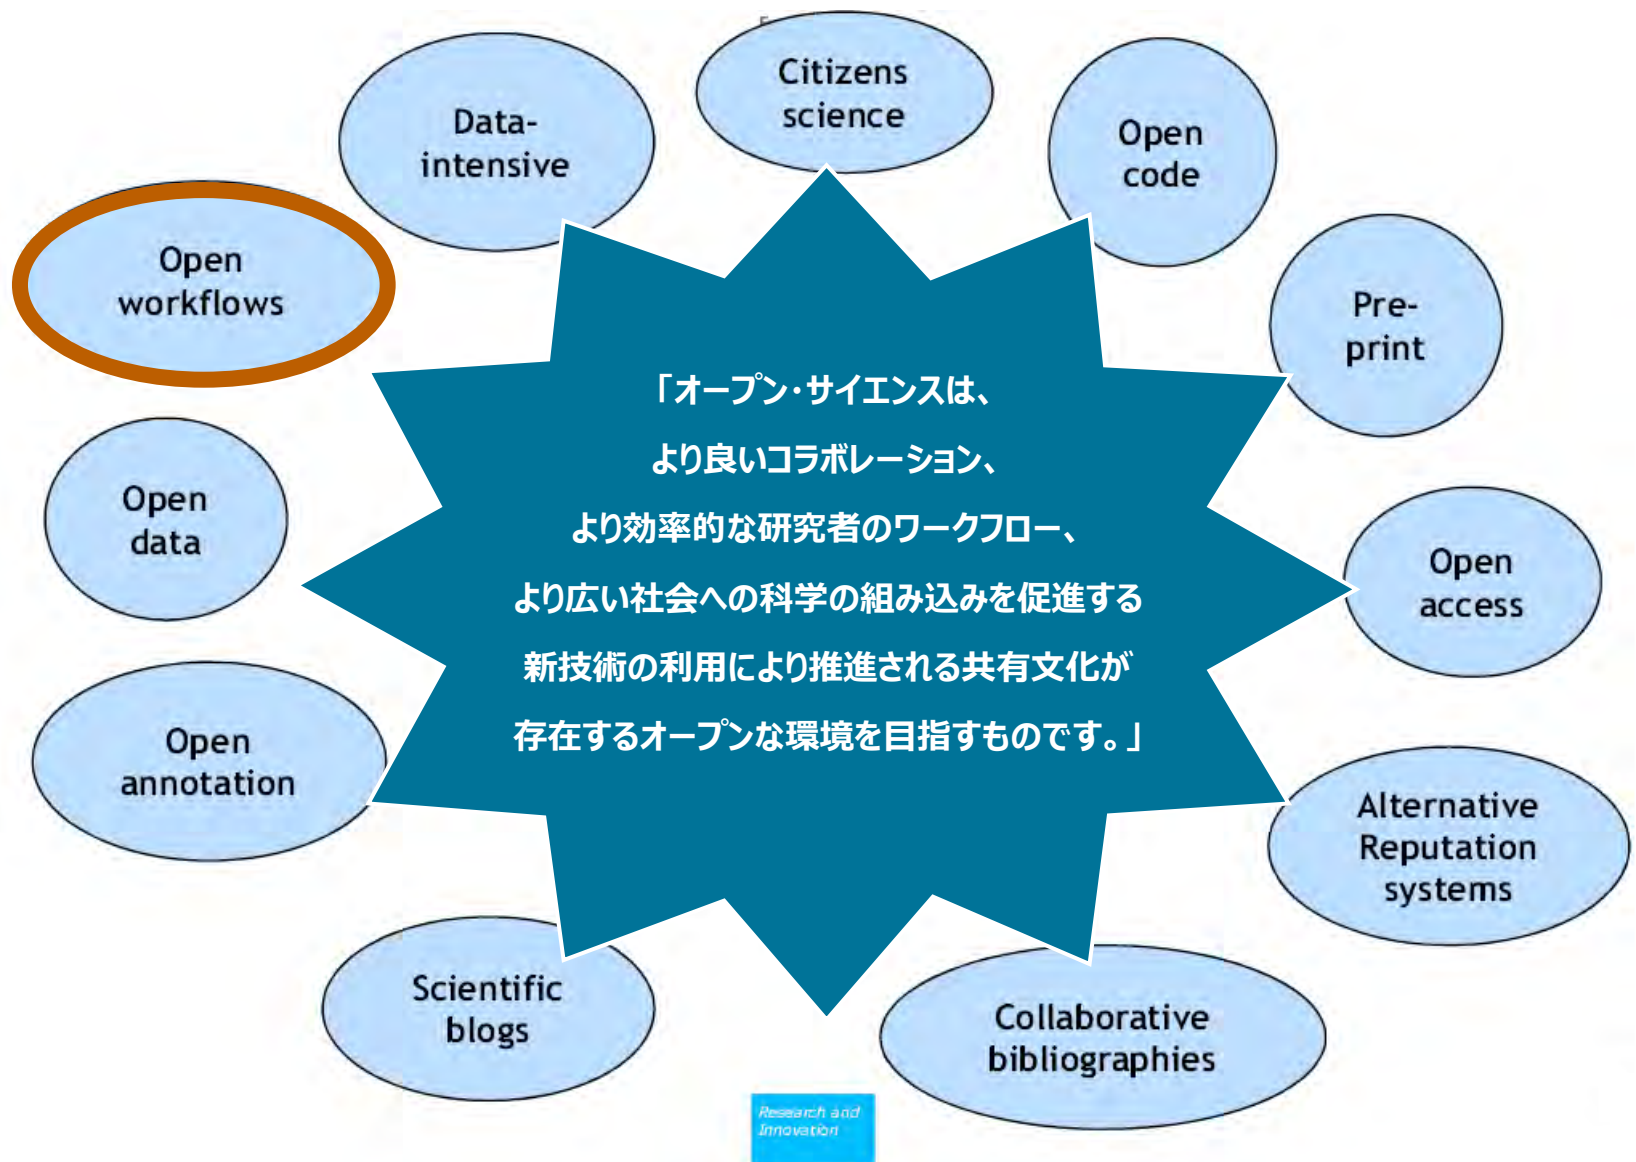 Citizens
science
Data-
intensive
Open
code
Open
workflows
Pre-
print
「オープン・サイエンスは、
より良いコラボレーション、
より効率的な研究者のワークフロー、
より広い社会への科学の組み込みを促進する
新技術の利用により推進される共有文化が
存在するオープンな環境を目指すものです。」
Open
data
Open
access
Open
annotation
Alternative
Reputation
systems
Scientific
blogs
Collaborative
bibliographies
Research and
Innovation